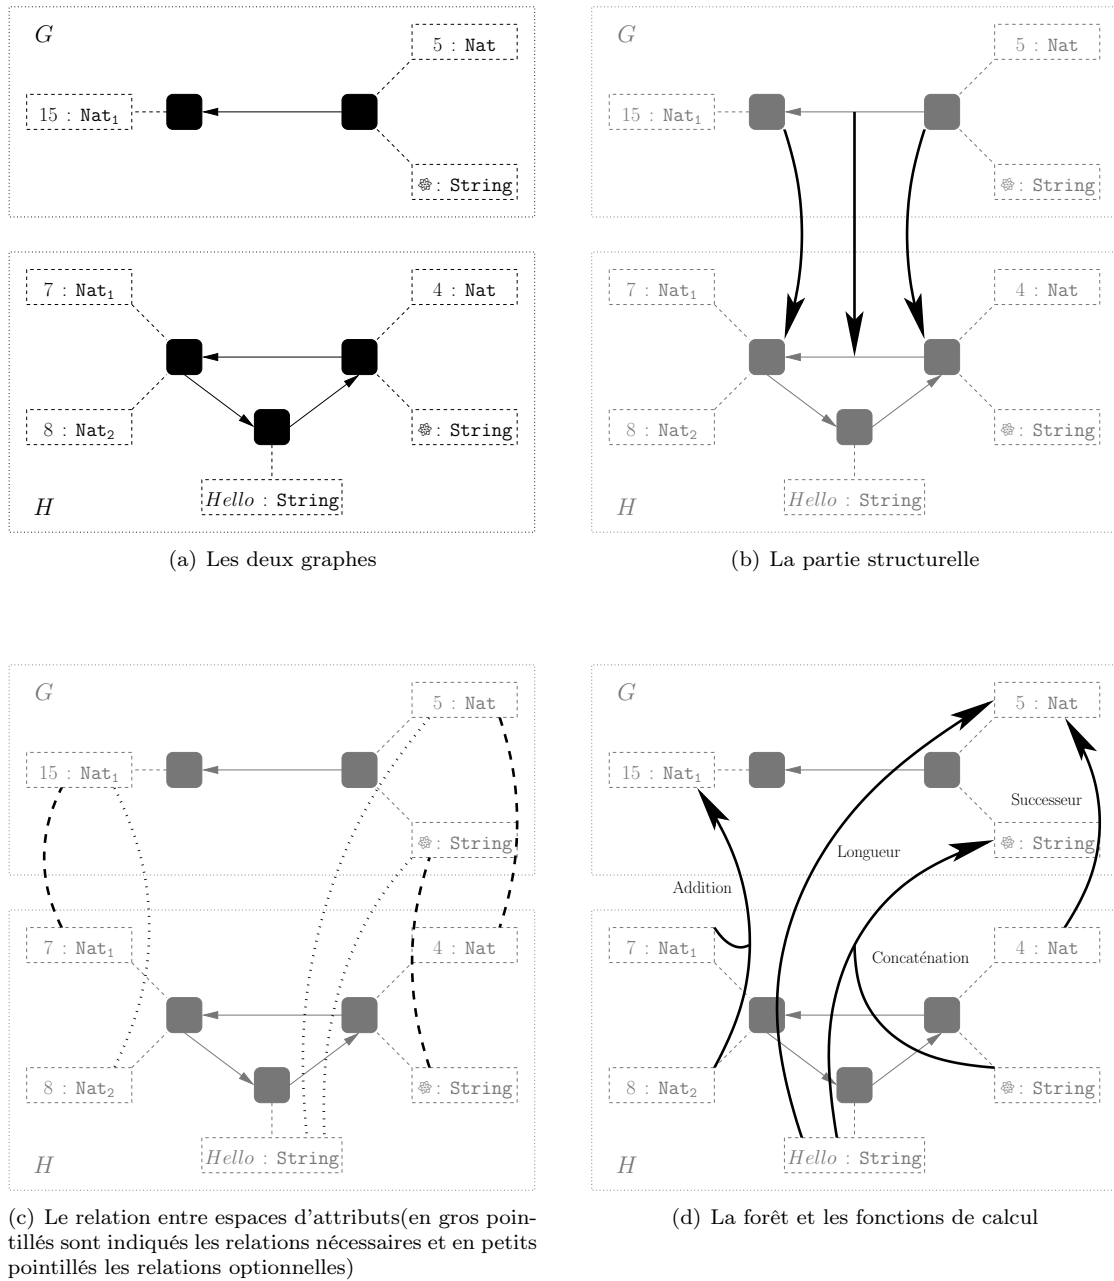 G
5 : Nat
15 : Nat₁
: String
7 : Nat₁
4 : Nat
8 : Nat₂
: String
Hello : String
H
(a) Les deux graphes
G
5 : Nat
15 : Nat₁
: String
7 : Nat₁
4 : Nat
8 : Nat₂
: String
Hello : String
H
(b) La partie structurelle
G
5 : Nat
15 : Nat₁
: String
7 : Nat₁
4 : Nat
8 : Nat₂
: String
Hello : String
H
(c) Le relation entre espaces d'attributs(en gros poin-
tillés sont indiqués les relations nécessaires et en petits
pointillés les relations optionnelles)
G
5 : Nat
15 : Nat₁
Successeur
: String
Longueur
Addition
7 : Nat₁
4 : Nat
Concaténation
8 : Nat₂
: String
Hello : String
H
(d) La forêt et les fonctions de calcul